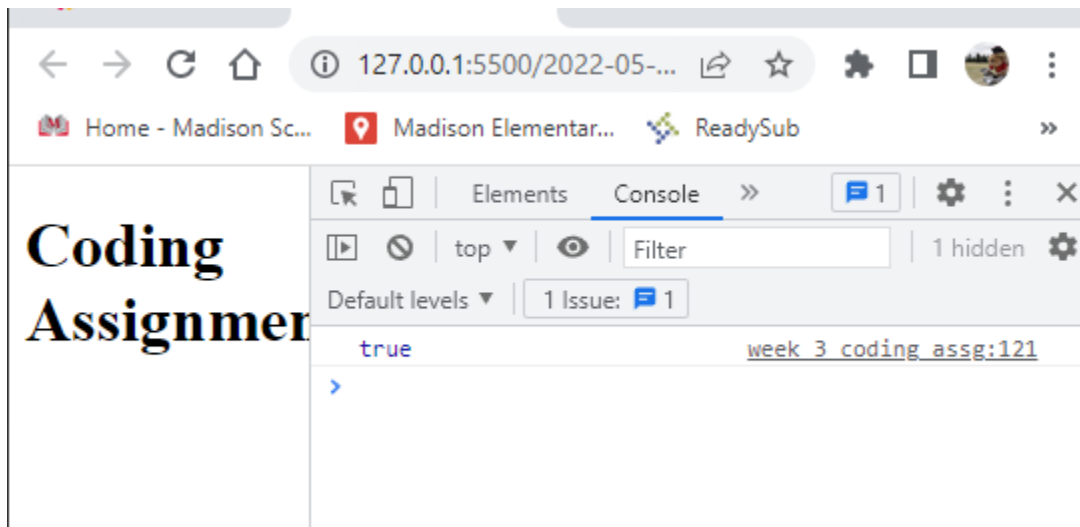 127.0.0.1:5500/2022-05-...
Home - Madison Sc... Madison Elementar... ReadySub »
Elements Console » 1
top Filter 1 hidden
Default levels 1 Issue: 1
Coding
Assignmen
true week 3 coding assg:121